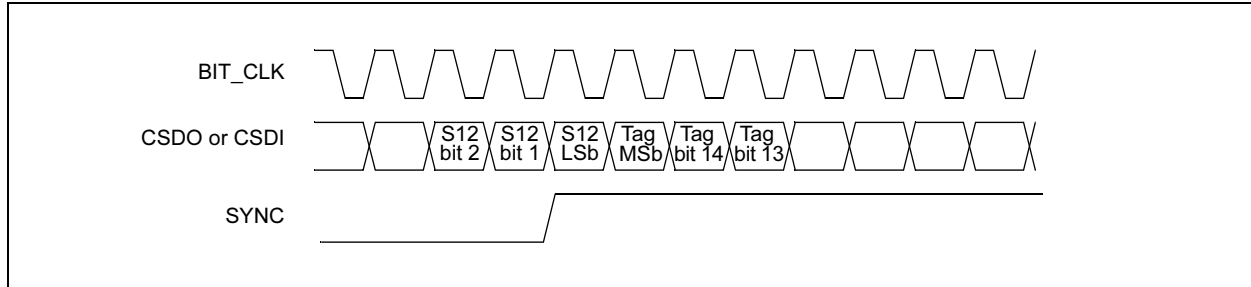 BIT_CLK
CSDO or CSDI
S12 bit 2
S12 bit 1
S12 LSb
Tag MSb
Tag bit 14
Tag bit 13
SYNC